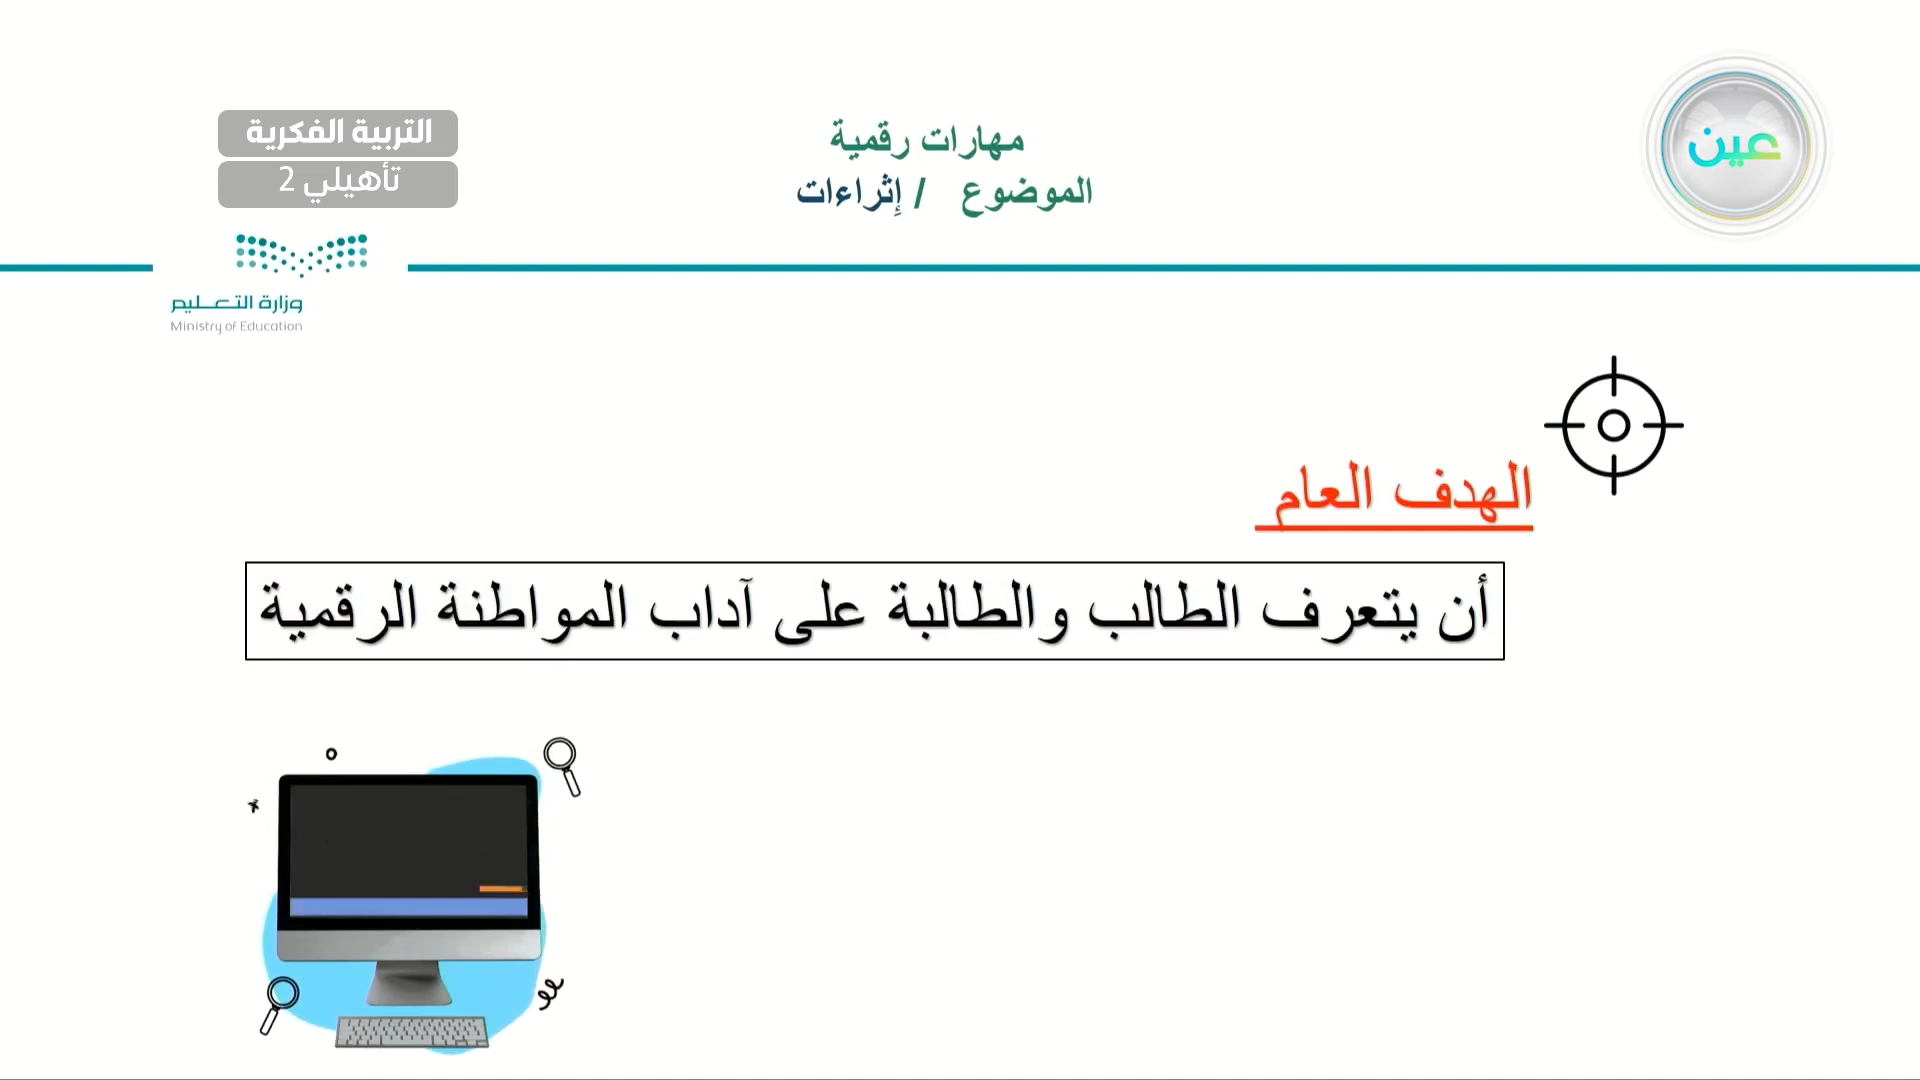 عين
مهارات رقمية
الموضوع / إثراءات
التربية الفكرية
تأهيلي 2
وزارة التعليم
Ministry of Education
الهدف العام
أن يتعرف الطالب والطالبة على آداب المواطنة الرقمية